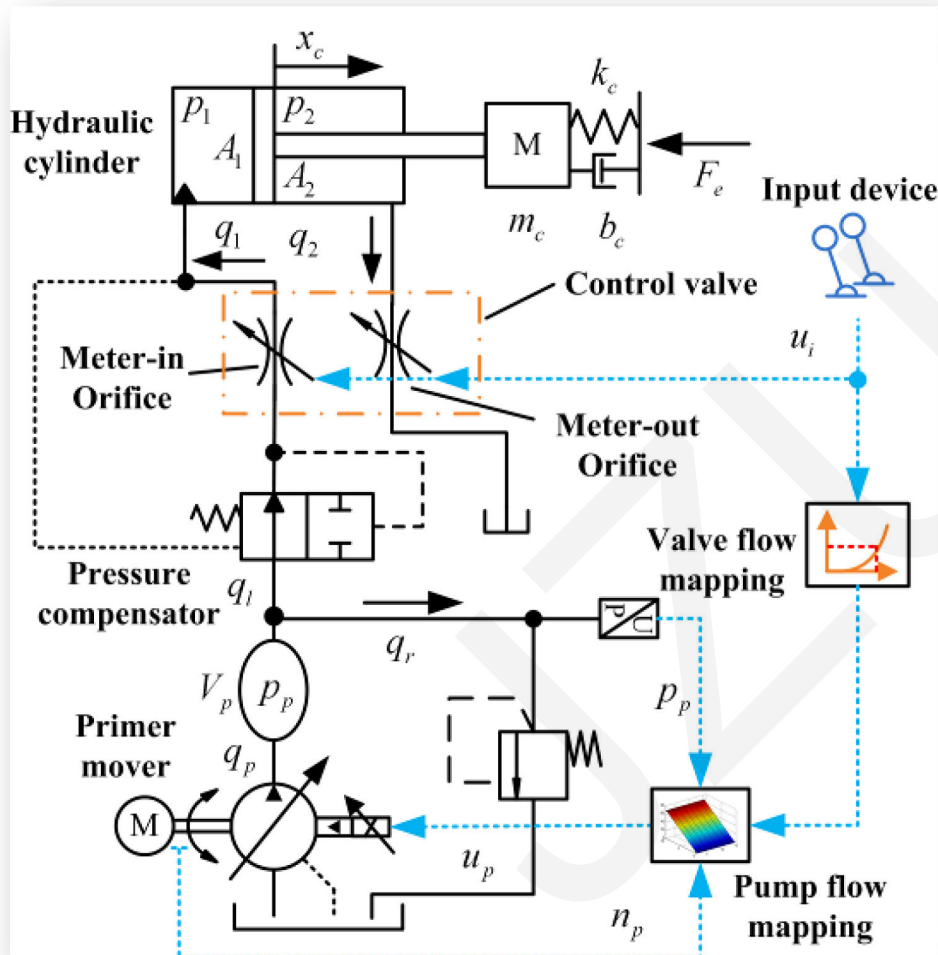 x_c
p_1
p_2
k_c
Hydraulic
cylinder
A_1
A_2
M
F_e
Input device
m_c
b_c
q_1
q_2
Control valve
u_i
Meter-in
Orifice
Meter-out
Orifice
Valve flow
mapping
Pressure
compensator
q_l
q_r
U
P
V_p
p_p
p_p
Primer
mover
q_p
M
u_p
Pump flow
mapping
n_p
JZU